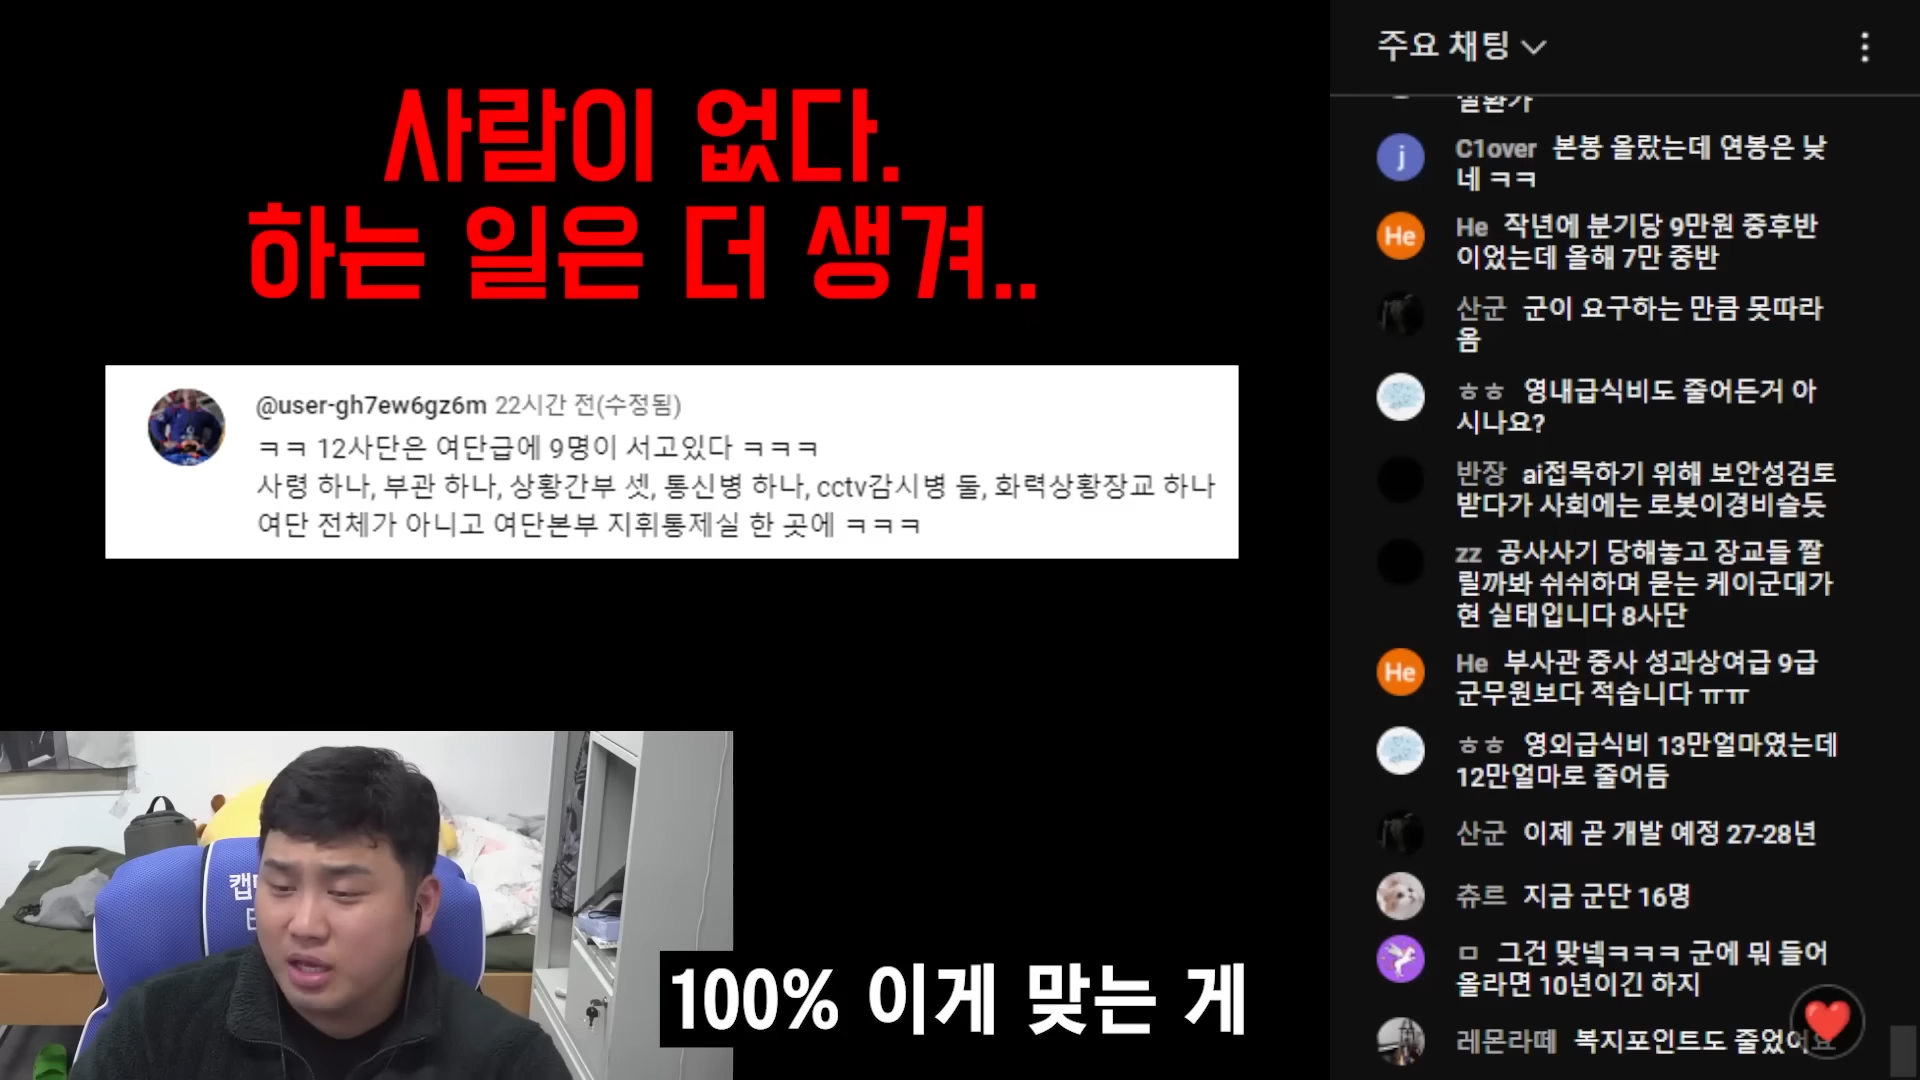 사람이 없다.
하는 일은 더 생겨..
@user-gh7ew6gz6m 22시간 전(수정됨)
ㅋㅋ 12사단은 여단급에 9명이 서고있다 ㅋㅋㅋ
사령 하나, 부관 하나, 상황간부 셋, 통신병 하나, cctv감시병 둘, 화력상황장교 하나
여단 전체가 아니고 여단본부 지휘통제실 한 곳에 ㅋㅋㅋ
100% 이게 맞는 게
주요 채팅
j
C1over 본봉 올랐는데 연봉은 낮
네 ㅋㅋ
He
He 작년에 분기당 9만원 중후반
이었는데 올해 7만 중반
산군 군이 요구하는 만큼 못따라
옴
ㅎㅎ 영내급식비도 줄어든거 아
시나요?
반장 ai접목하기 위해 보안성검토
받다가 사회에는 로봇이경비슬듯
zz 공사사기 당해놓고 장교들 짤
릴까봐 쉬쉬하며 묻는 케이군대가
현 실태입니다 8사단
He
He 부사관 중사 성과상여급 9급
군무원보다 적습니다 ㅠㅠ
ㅎㅎ 영외급식비 13만얼마였는데
12만얼마로 줄어듬
산군 이제 곧 개발 예정 27-28년
츄르 지금 군단 16명
ㅁ 그건 맞넼ㅋㅋㅋ 군에 뭐 들어
올라면 10년이긴 하지
레몬라떼 복지포인트도 줄었어요